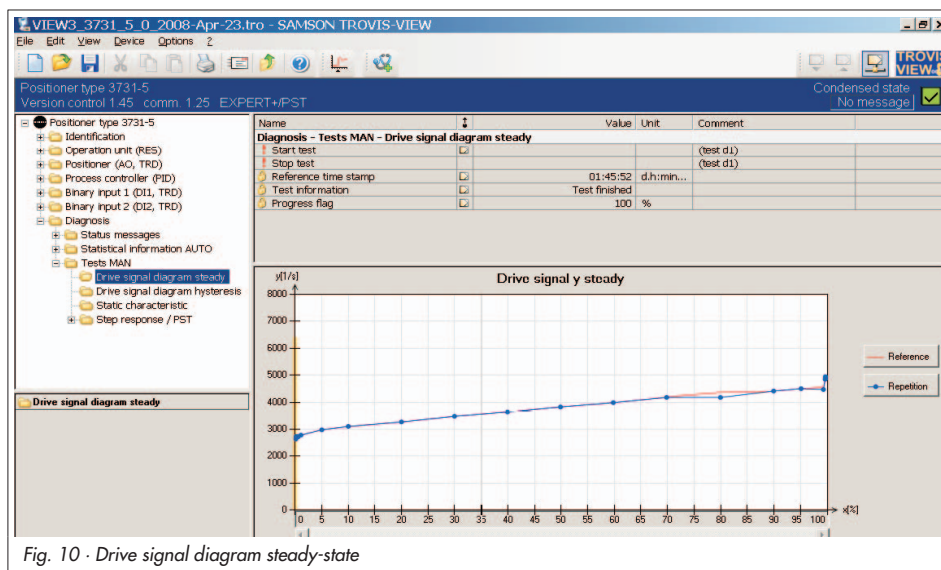 VIEW3_3731_5_0_2008-Apr-23.tro - SAMSON TROVIS-VIEW
File Edit View Device Options ?
TROVIS
VIEW
Positioner type 3731-5
Version control 1.45 comm. 1.25 EXPERT+/PST
Condensed state
No message
Positioner type 3731-5
Identification
Operation unit (RES)
Positioner (AO, TRD)
Process controller (PID)
Binary input 1 (DI1, TRD)
Binary input 2 (DI2, TRD)
Diagnosis
Status messages
Statistical information AUTO
Tests MAN
Drive signal diagram steady
Drive signal diagram hysteresis
Static characteristic
Step response / PST
Drive signal diagram steady
Name Value Unit Comment
Diagnosis - Tests MAN - Drive signal diagram steady
Start test (test d1)
Stop test (test d1)
Reference time stamp 01:45:52 d.h:min...
Test information Test finished
Progress flag 100 %
y[1/s]
Drive signal y steady
8000
7000
6000
5000
4000
3000
2000
1000
0
0 5 10 15 20 25 30 35 40 45 50 55 60 65 70 75 80 85 90 95 100
x[%]
Reference
Repetition
Fig. 10 · Drive signal diagram steady-state